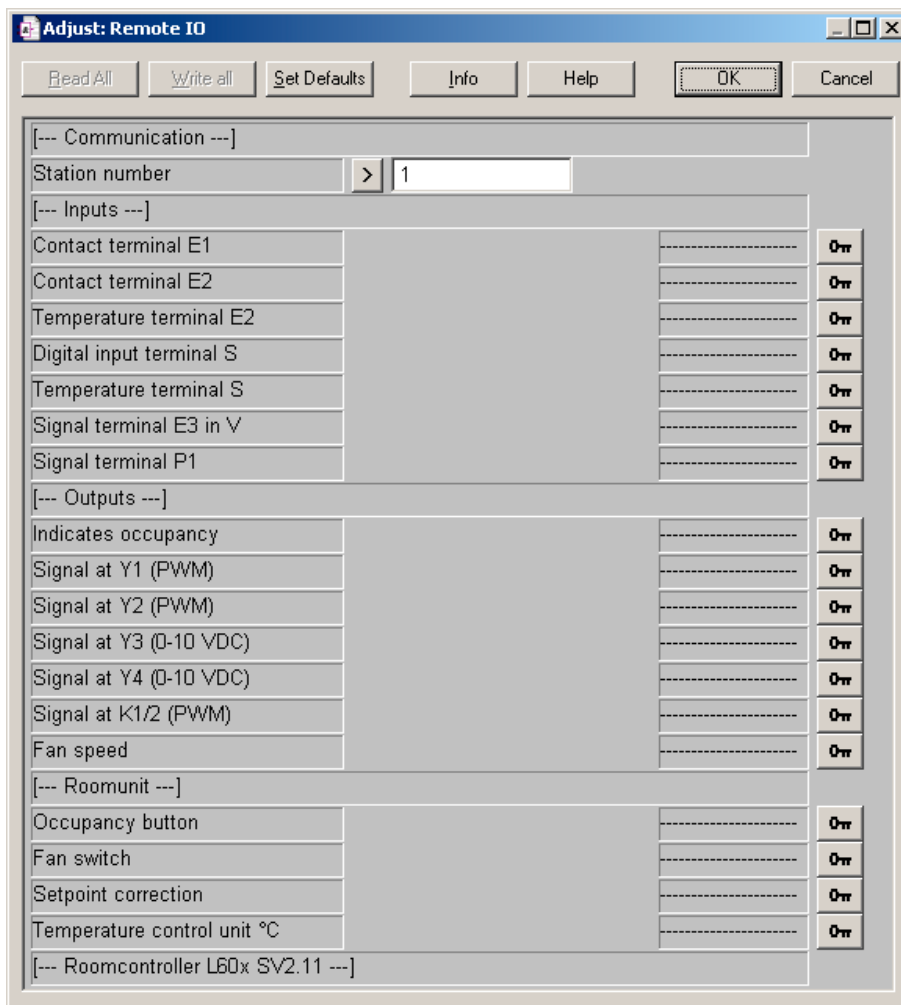 Adjust: Remote IO
Read All Write all Set Defaults Info Help OK Cancel
[--- Communication ---]
Station number > 1
[--- Inputs ---]
Contact terminal E1 ----------------------
Contact terminal E2 ----------------------
Temperature terminal E2 ----------------------
Digital input terminal S ----------------------
Temperature terminal S ----------------------
Signal terminal E3 in V ----------------------
Signal terminal P1 ----------------------
[--- Outputs ---]
Indicates occupancy ----------------------
Signal at Y1 (PWM) ----------------------
Signal at Y2 (PWM) ----------------------
Signal at Y3 (0-10 VDC) ----------------------
Signal at Y4 (0-10 VDC) ----------------------
Signal at K1/2 (PWM) ----------------------
Fan speed ----------------------
[--- Roomunit ---]
Occupancy button ----------------------
Fan switch ----------------------
Setpoint correction ----------------------
Temperature control unit °C ----------------------
[--- Roomcontroller L60x SV2.11 ---]